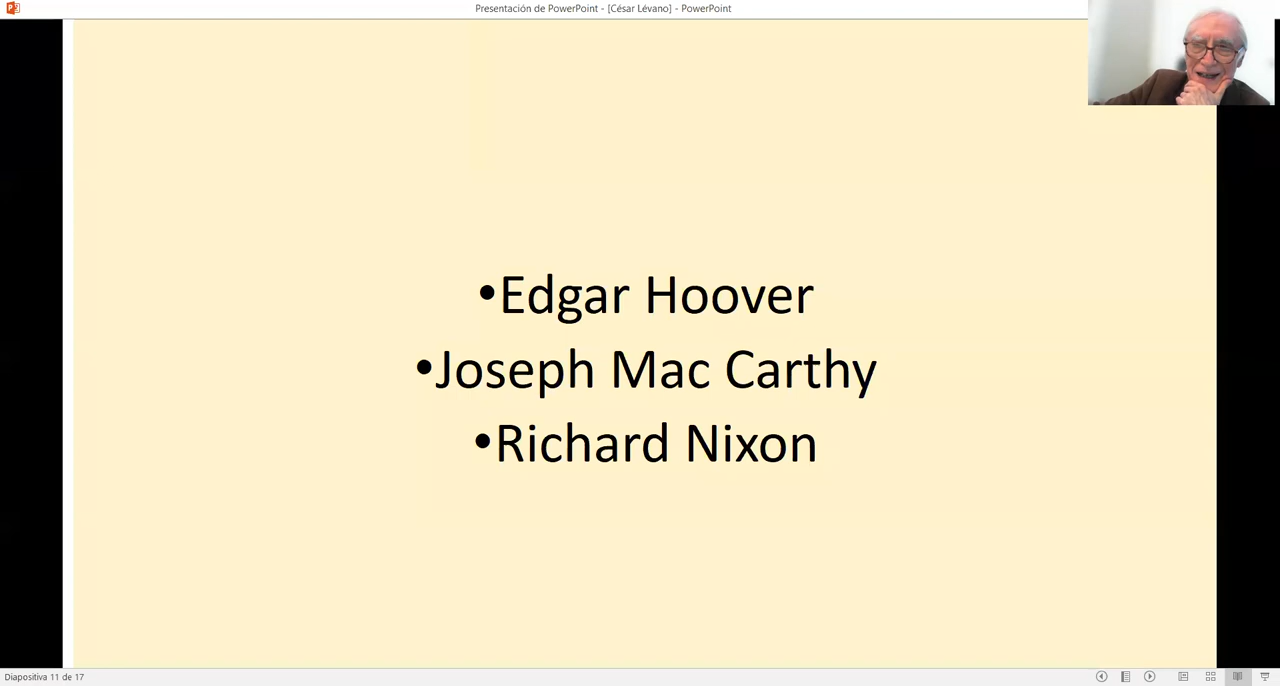 Presentación de PowerPoint - [César Lévano] - PowerPoint
•Edgar Hoover
•Joseph Mac Carthy
•Richard Nixon
Diapositiva 11 de 17